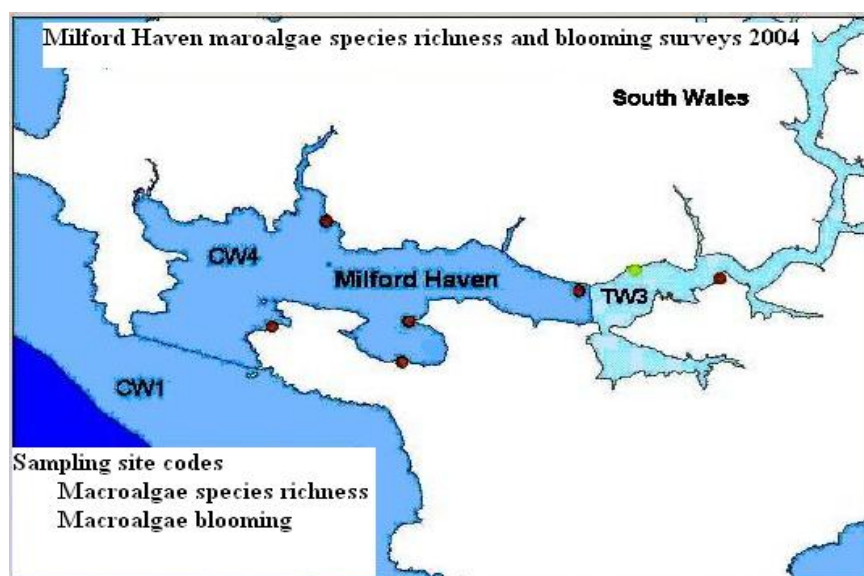 Milford Haven maroalgae species richness and blooming surveys 2004
South Wales
CW4
Milford Haven
TW3
CW1
Sampling site codes
Macroalgae species richness
Macroalgae blooming